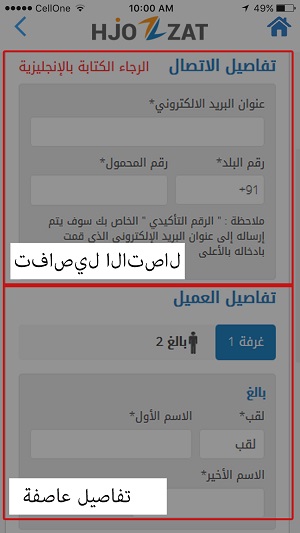 CellOne 10:00 AM 49%
HJOZZAT
تفاصيل الاتصال الرجاء الكتابة بالإنجليزية
عنوان البريد الالكتروني*
رقم البلد* رقم المحمول*
+91
ملاحظة : " الرقم التأكيدي " الخاص بك سوف يتم
إرساله إلى عنوان البريد الإلكتروني الذي قمت
بادخاله بالأعلى
لاصتالا ليصافت
تفاصيل العميل
غرفة 1 بالغ 2
بالغ
لقب* الاسم الأول*
لقب
الاسم الأخير*
تفاصيل عاصفة